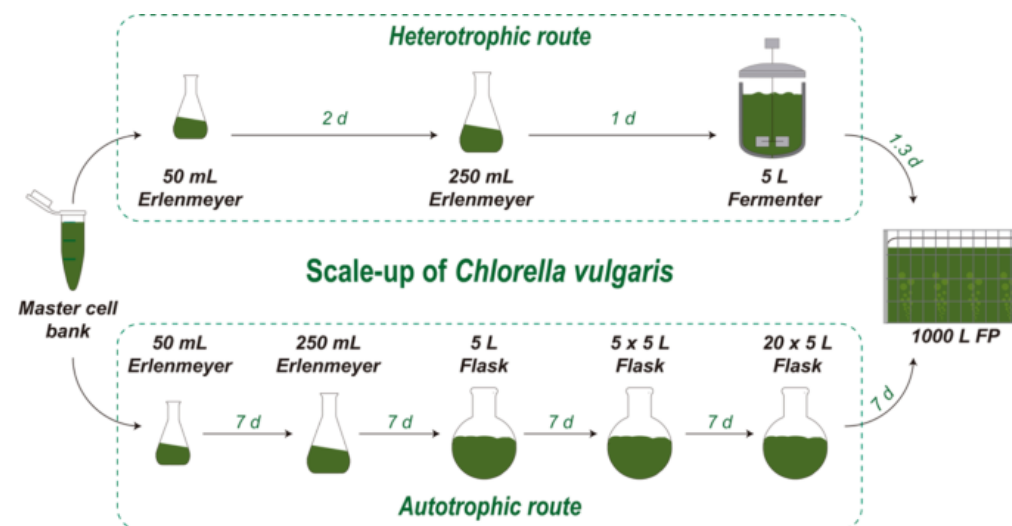 Heterotrophic route
2 d
1 d
1.3 d
50 mL
Erlenmeyer
250 mL
Erlenmeyer
5 L
Fermenter
Scale-up of Chlorella vulgaris
Master cell
bank
1000 L FP
50 mL
Erlenmeyer
250 mL
Erlenmeyer
5 L
Flask
5 x 5 L
Flask
20 x 5 L
Flask
7 d
7 d
7 d
7 d
7 d
Autotrophic route